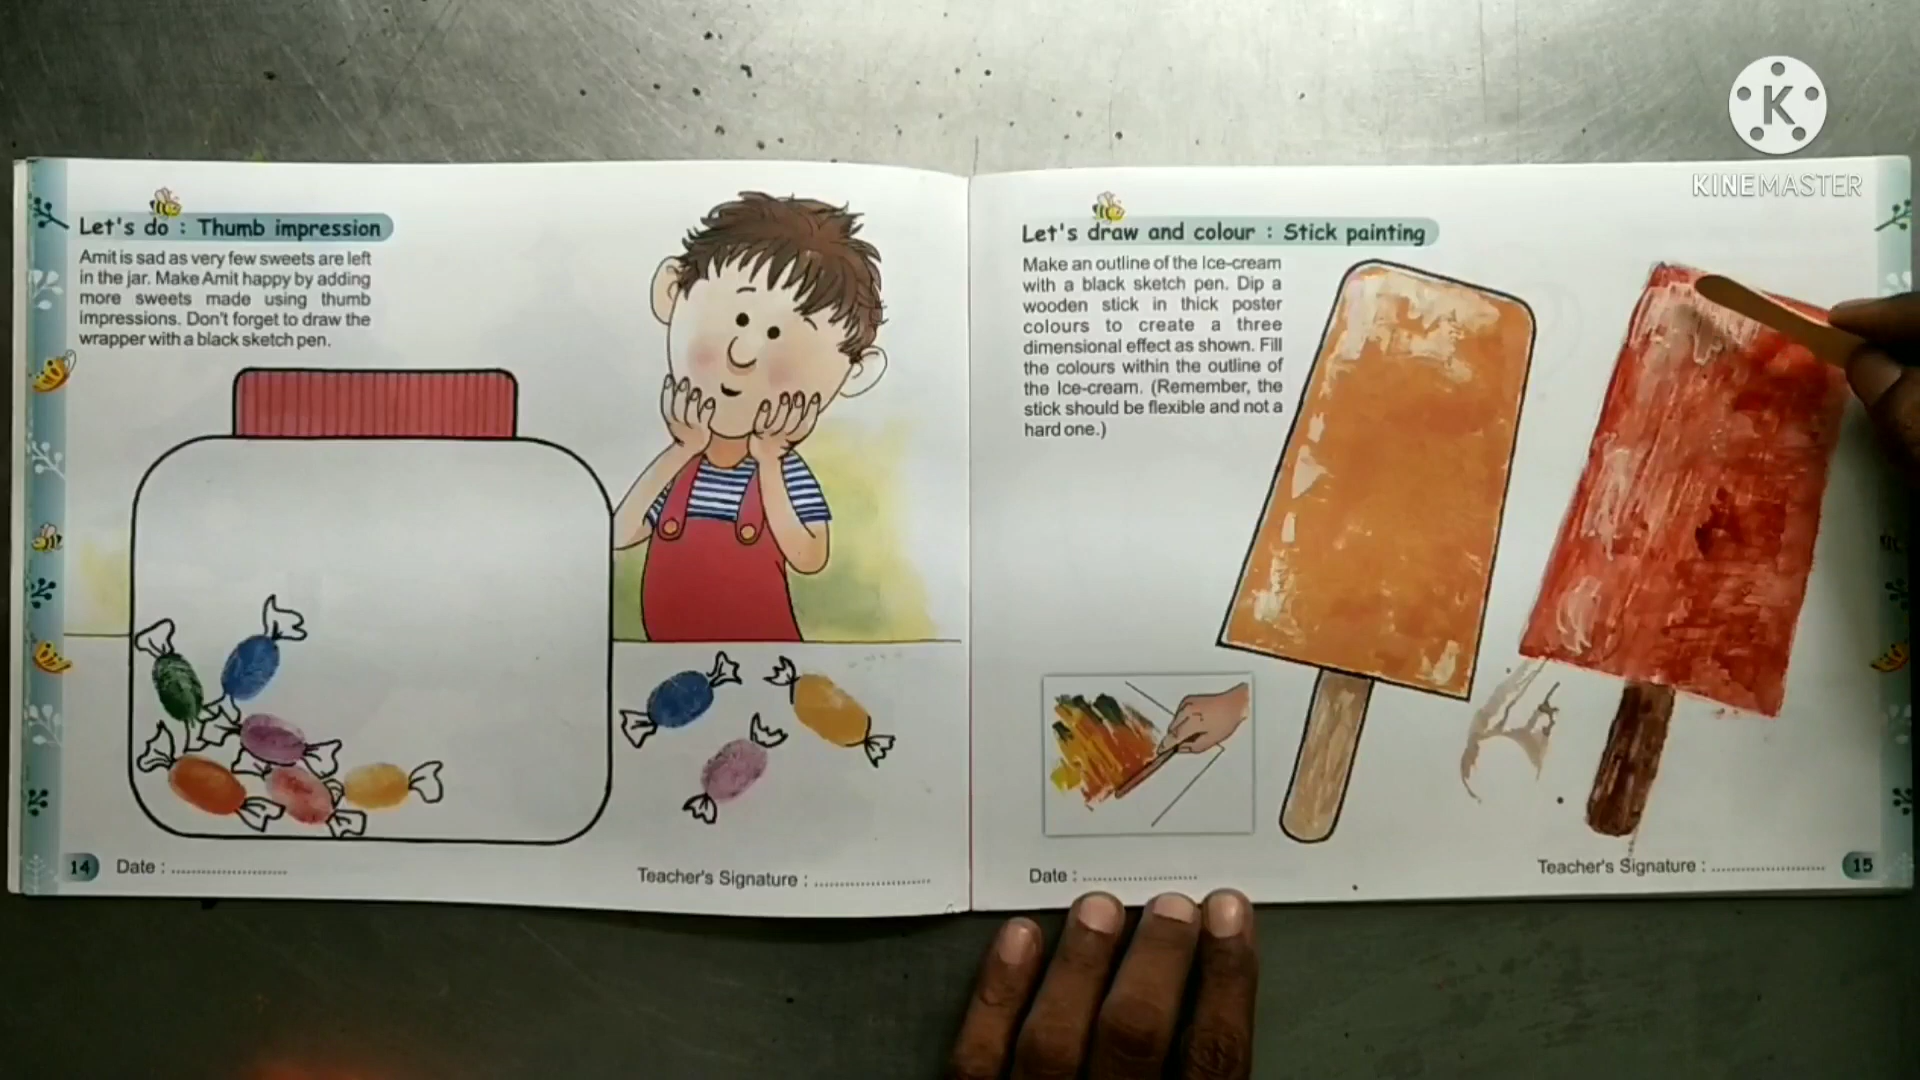 K
KINEMASTER
Let's do : Thumb impression
Amit is sad as very few sweets are left
in the jar. Make Amit happy by adding
more sweets made using thumb
impressions. Don't forget to draw the
wrapper with a black sketch pen.
14 Date : ........................
Teacher's Signature : ........................
Let's draw and colour : Stick painting
Make an outline of the Ice-cream
with a black sketch pen. Dip a
wooden stick in thick poster
colours to create a three
dimensional effect as shown. Fill
the colours within the outline of
the Ice-cream. (Remember, the
stick should be flexible and not a
hard one.)
Date : ........................
Teacher's Signature : ........................ 15